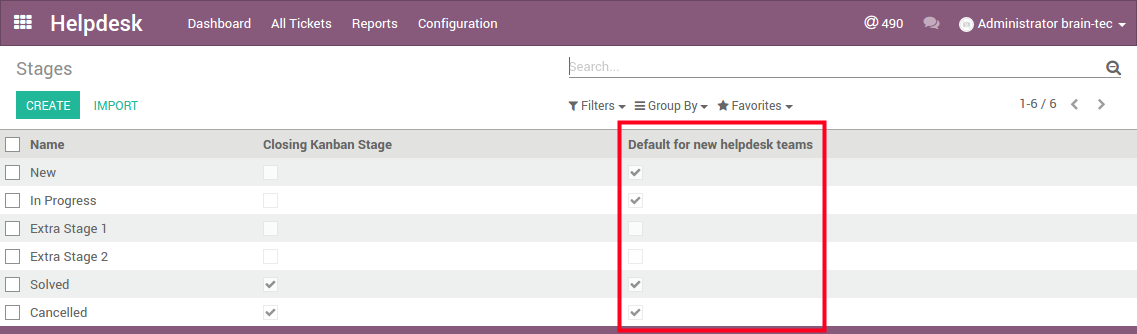 Helpdesk Dashboard All Tickets Reports Configuration @ 490 Administrator brain-tec
Stages Search...
CREATE IMPORT Filters Group By Favorites 1-6 / 6
Name Closing Kanban Stage Default for new helpdesk teams
New
In Progress
Extra Stage 1
Extra Stage 2
Solved
Cancelled